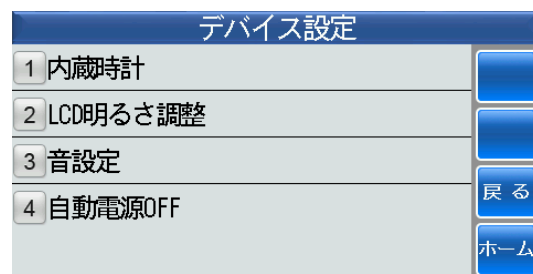 デバイス設定
1 内蔵時計
2 LCD明るさ調整
3 音設定
4 自動電源OFF
戻る
ホーム